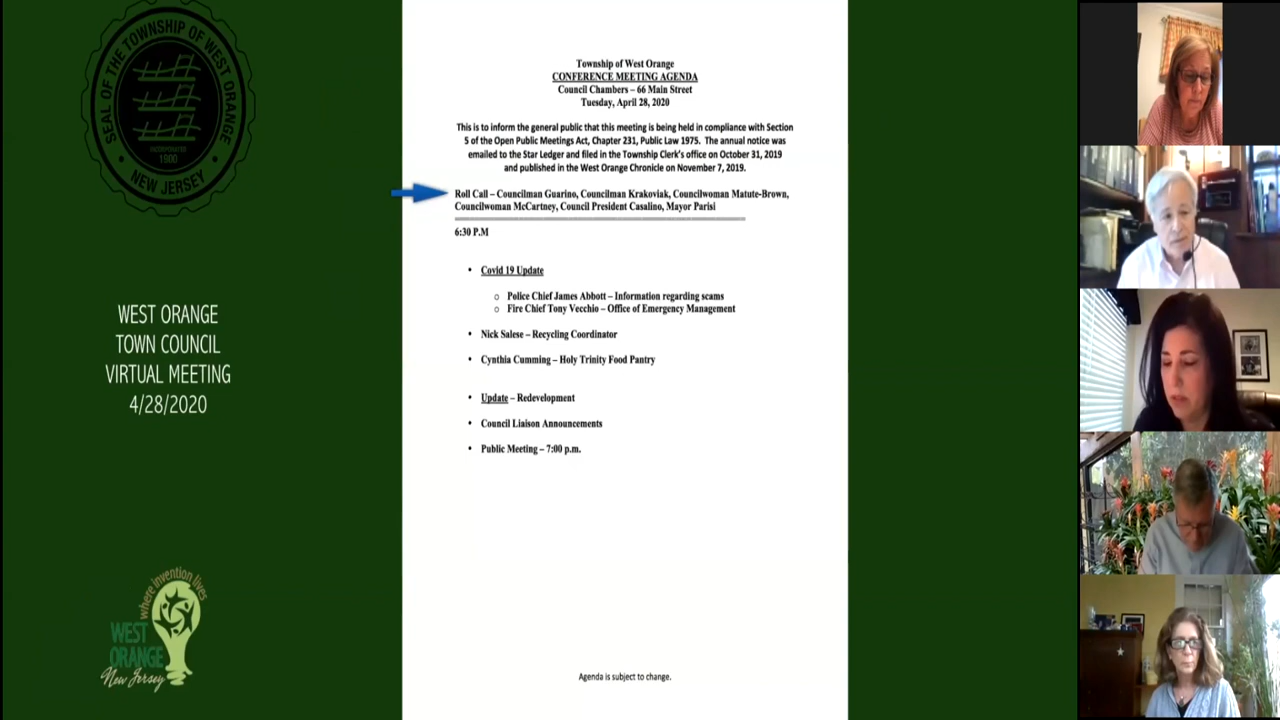 SEAL OF THE TOWNSHIP OF WEST ORANGE
INCORPORATED
1900
NEW JERSEY
WEST ORANGE
TOWN COUNCIL
VIRTUAL MEETING
4/28/2020
where invention lives
WEST
ORANGE
New Jersey
Township of West Orange
CONFERENCE MEETING AGENDA
Council Chambers – 66 Main Street
Tuesday, April 28, 2020
This is to inform the general public that this meeting is being held in compliance with Section
5 of the Open Public Meetings Act, Chapter 231, Public Law 1975. The annual notice was
emailed to the Star Ledger and filed in the Township Clerk's office on October 31, 2019
and published in the West Orange Chronicle on November 7, 2019.
Roll Call – Councilman Guarino, Councilman Krakoviak, Councilwoman Matute-Brown,
Councilwoman McCartney, Council President Casalino, Mayor Parisi
6:30 P.M
• Covid 19 Update
o Police Chief James Abbott – Information regarding scams
o Fire Chief Tony Vecchio – Office of Emergency Management
• Nick Salese – Recycling Coordinator
• Cynthia Cumming – Holy Trinity Food Pantry
• Update – Redevelopment
• Council Liaison Announcements
• Public Meeting – 7:00 p.m.
Agenda is subject to change.